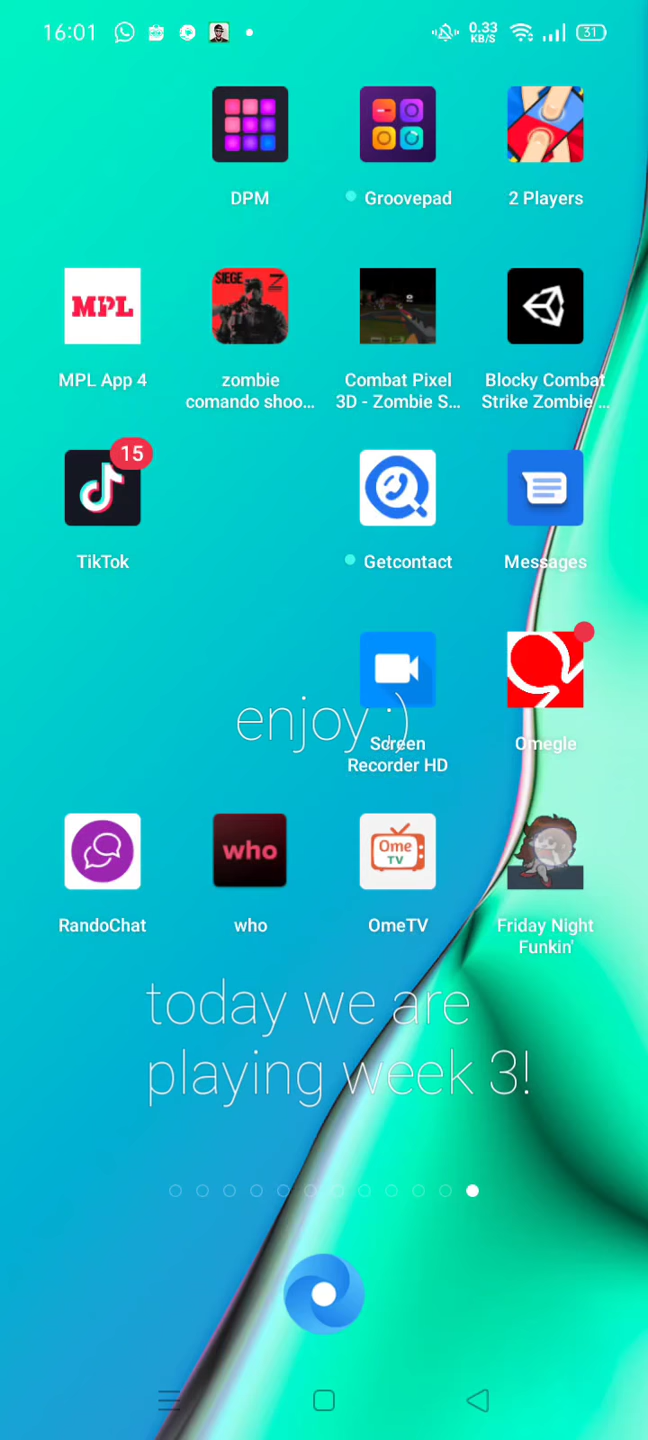 16:01 0.33 KB/S 31
DPM
Groovepad
2 Players
MPL
SIEGE Z
MPL App 4
zombie
comando shoo...
Combat Pixel
3D - Zombie S...
Blocky Combat
Strike Zombie ...
15
TikTok
Getcontact
Messages
enjoy :)
Screen
Recorder HD
Omegle
who
Ome
TV
RandoChat
who
OmeTV
Friday Night
Funkin'
today we are
playing week 3!